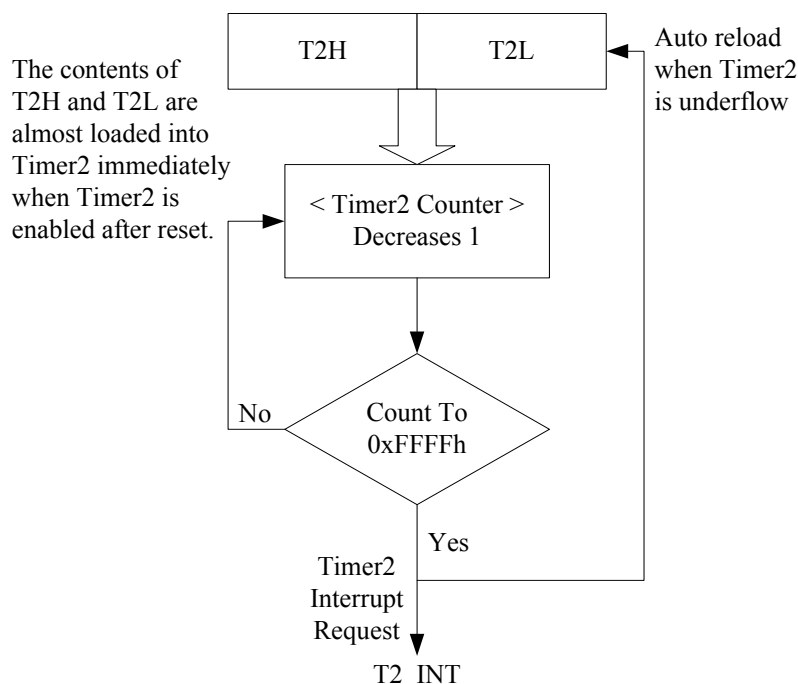 T2H
T2L
Auto reload
when Timer2
is underflow
The contents of
T2H and T2L are
almost loaded into
Timer2 immediately
when Timer2 is
enabled after reset.
< Timer2 Counter >
Decreases 1
Count To
0xFFFFh
No
Yes
Timer2
Interrupt
Request
T2_INT